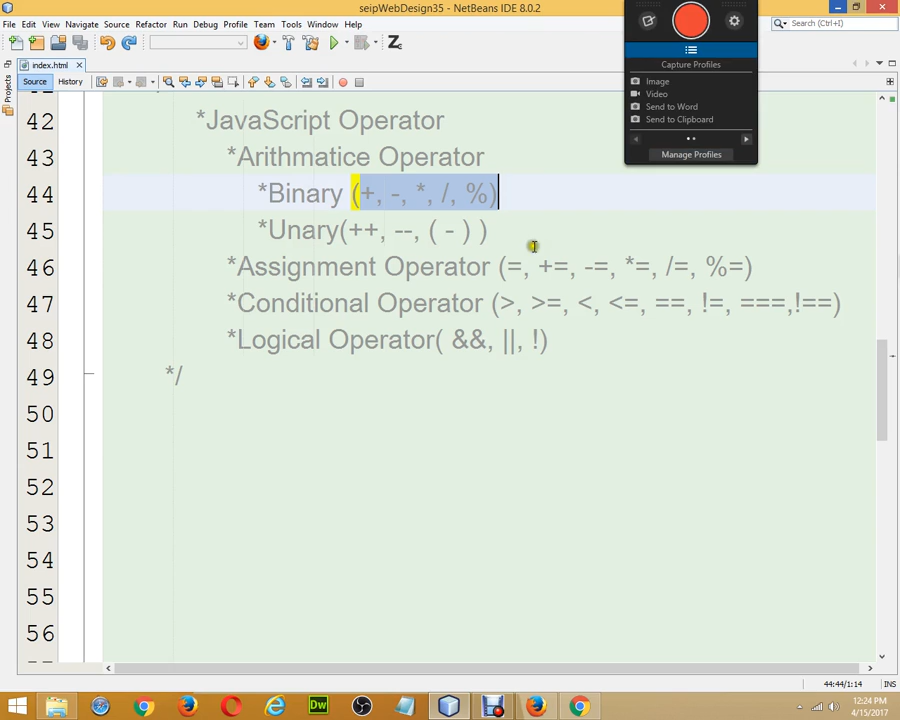 seipWebDesign35 - NetBeans IDE 8.0.2
File Edit View Navigate Source Refactor Run Debug Profile Team Tools Window Help
Search (Ctrl+I)
index.html
Source History
Projects
Capture Profiles
Image
Video
Send to Word
Send to Clipboard
Manage Profiles
42 *JavaScript Operator
43 *Arithmatice Operator
44 *Binary (+, -, *, /, %)
45 *Unary(++, --, ( - ) )
46 *Assignment Operator (=, +=, -=, *=, /=, %=)
47 *Conditional Operator (>, >=, <, <=, ==, !=, ===,!==)
48 *Logical Operator( &&, ||, !)
49 */
50
51
52
53
54
55
56
44:44/1:14 INS
Dw
12:24 PM
4/15/2017